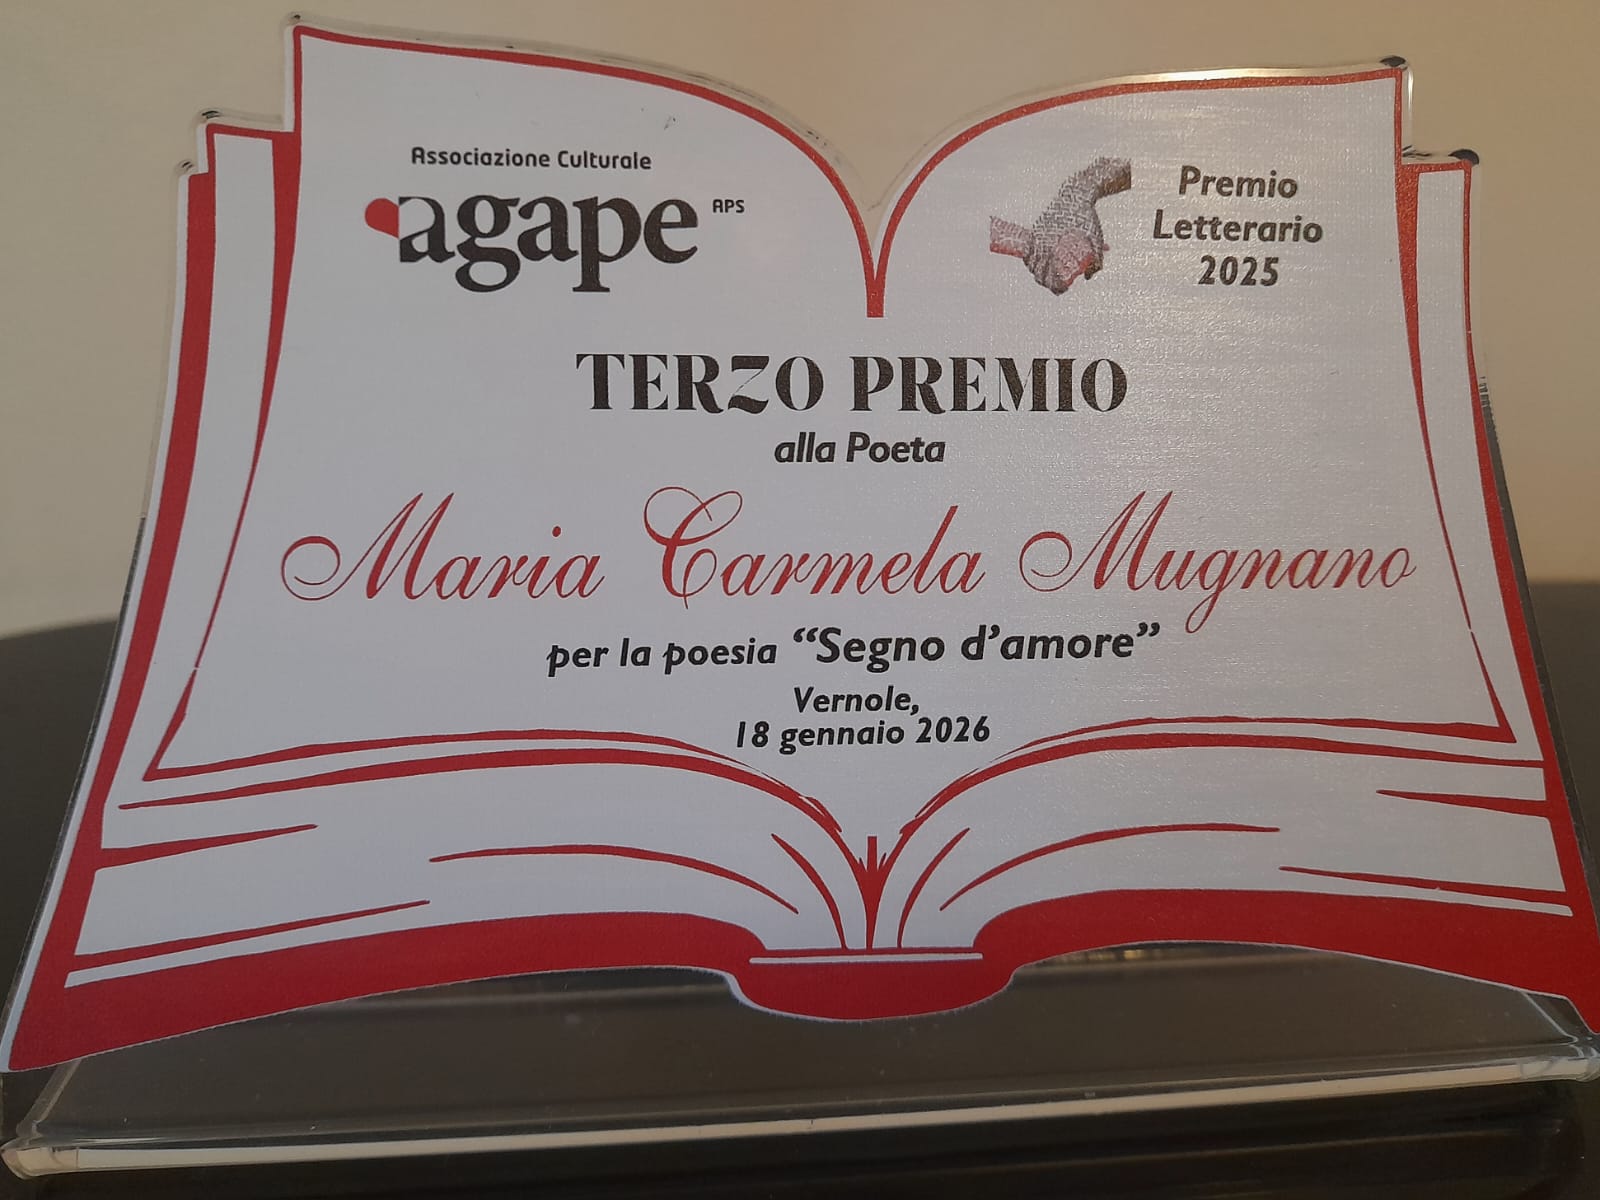 Associazione Culturale
agape APS
Premio
Letterario
2025
TERZO PREMIO
alla Poeta
Maria Carmela Mugnano
per la poesia “Segno d’amore”
Vernole,
18 gennaio 2026